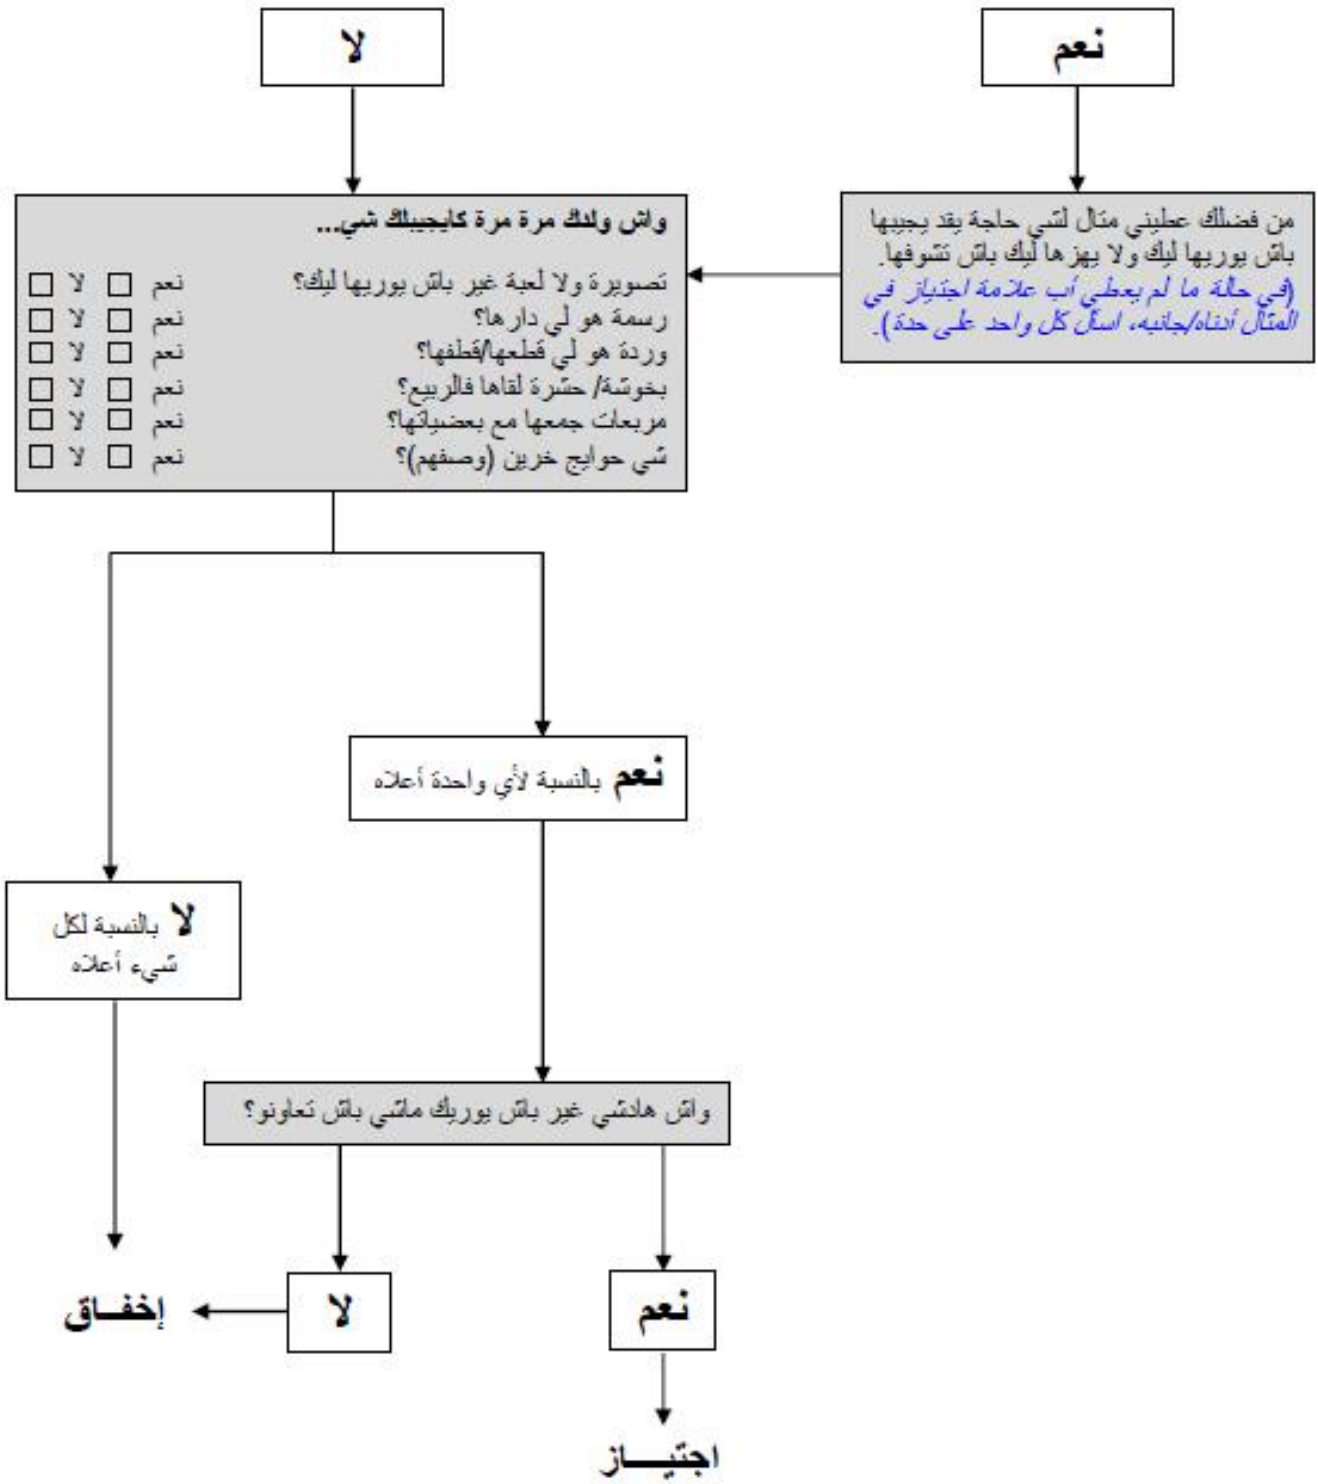 نعم
لا
من فضلك عطيني مثال لشي حاجة يقد يجيبها
باش يوريها ليك ولا يهزها ليك باش تشوفها.
(في حالة ما لم يعطي أب علامة اجتياز في
المثال أدناه/جانبه، اسأل كل واحد على حدة).
واش ولدك مرة مرة كايجيبلك شي...
تصويرة ولا لعبة غير باش يوريها ليك؟ نعم □ لا □
رسمة هو لي دارها؟ نعم □ لا □
وردة هو لي قطعها/قطفها؟ نعم □ لا □
بخوشة/ حشرة لقاها فالربيع؟ نعم □ لا □
مربعات جمعها مع بعضياتها؟ نعم □ لا □
شي حوايج خرين (وصفهم)؟ نعم □ لا □
نعم بالنسبة لأي واحدة أعلاه
لا بالنسبة لكل
شيء أعلاه
واش هادشي غير باش يوريك ماشي باش تعاونو؟
نعم
لا
إخفــاق
اجتيــــاز